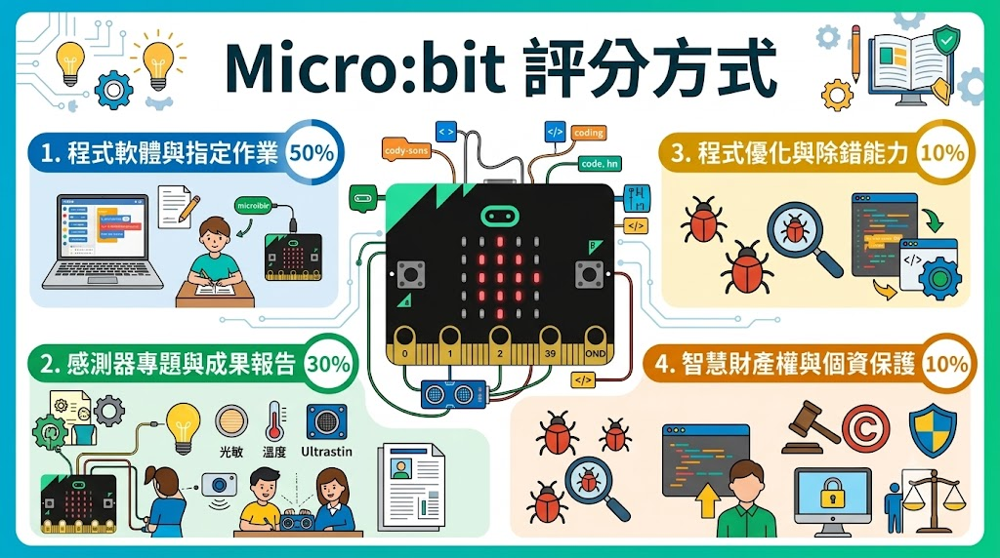 Micro:bit 評分方式
1. 程式軟體與指定作業 50%
microibir
2. 感測器專題與成果報告 30%
光敏
溫度
Ultrastin
cody-sons
< >
</>
coding
code, hn
</>
B
0
1
2
39
OND
</>
3. 程式優化與除錯能力 10%
</>
4. 智慧財產權與個資保護 10%
©